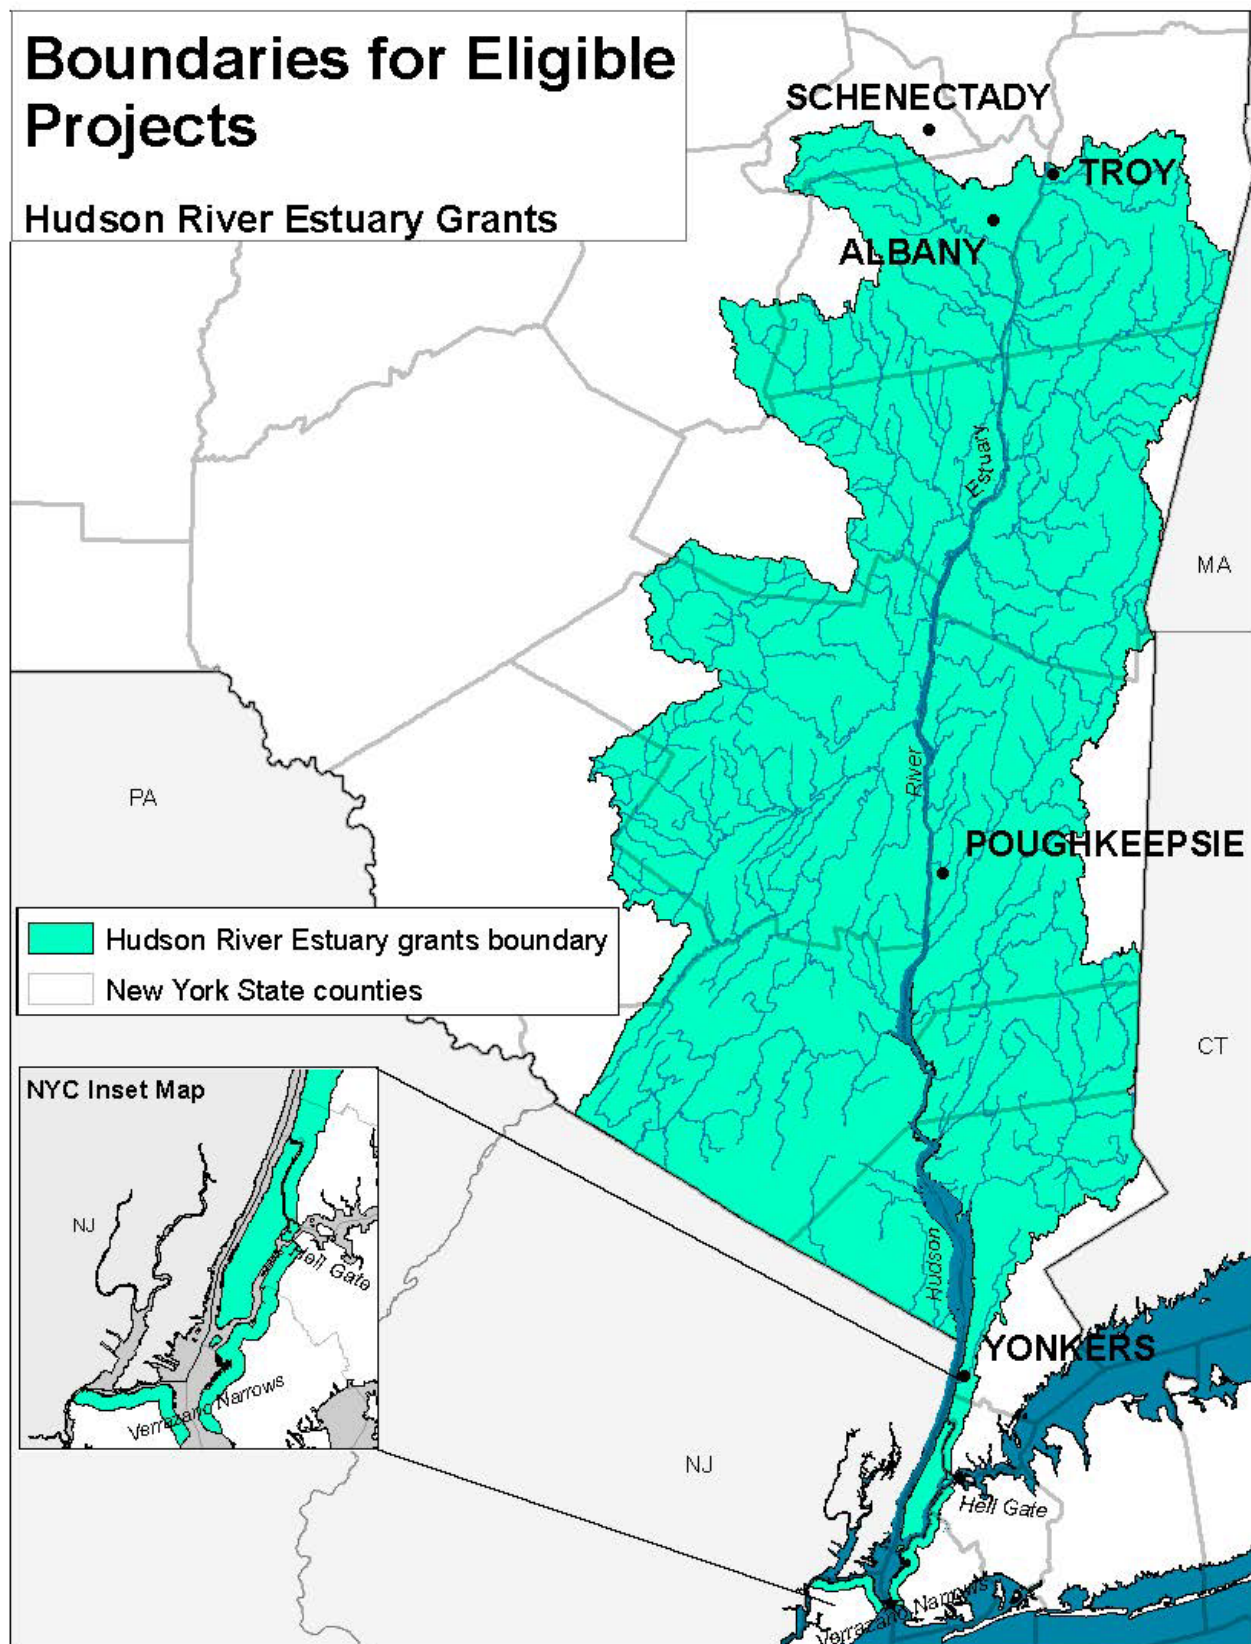 Boundaries for Eligible
Projects
Hudson River Estuary Grants
SCHENECTADY
TROY
ALBANY
Estuary
MA
River
PA
POUGHKEEPSIE
Hudson River Estuary grants boundary
New York State counties
CT
NYC Inset Map
NJ
Hell Gate
Verrazano Narrows
Hudson
YONKERS
NJ
Hell Gate
Verrazano Narrows